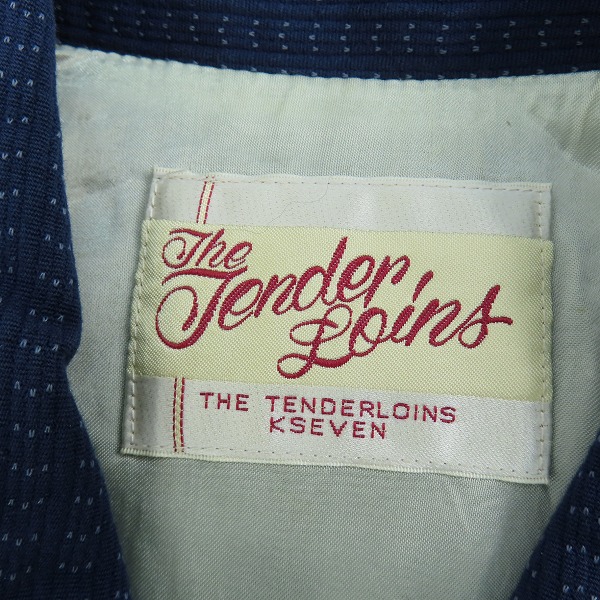 The
Tender
Loins
THE TENDERLOINS
KSEVEN